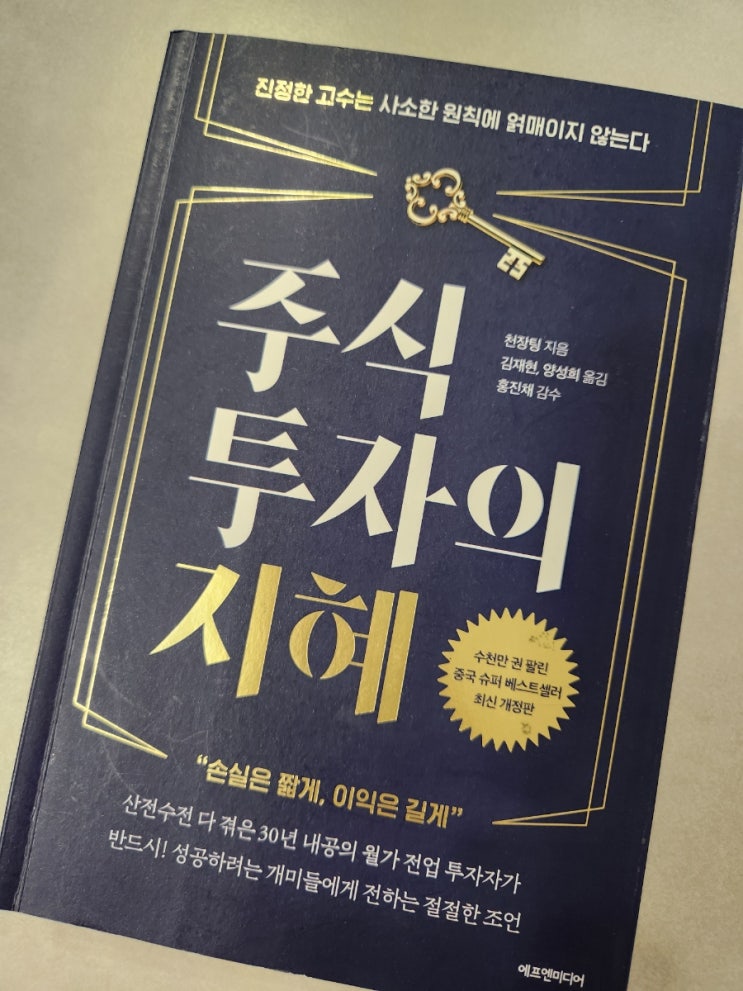 진정한 고수는 사소한 원칙에 얽매이지 않는다
주식
투자의
지혜
천장팅 지음
김재현, 양성희 옮김
홍진채 감수
수천만 권 팔린
중국 슈퍼 베스트셀러
최신 개정판
“손실은 짧게, 이익은 길게”
산전수전 다 겪은 30년 내공의 월가 전업 투자자가
반드시! 성공하려는 개미들에게 전하는 절절한 조언
에프엔미디어